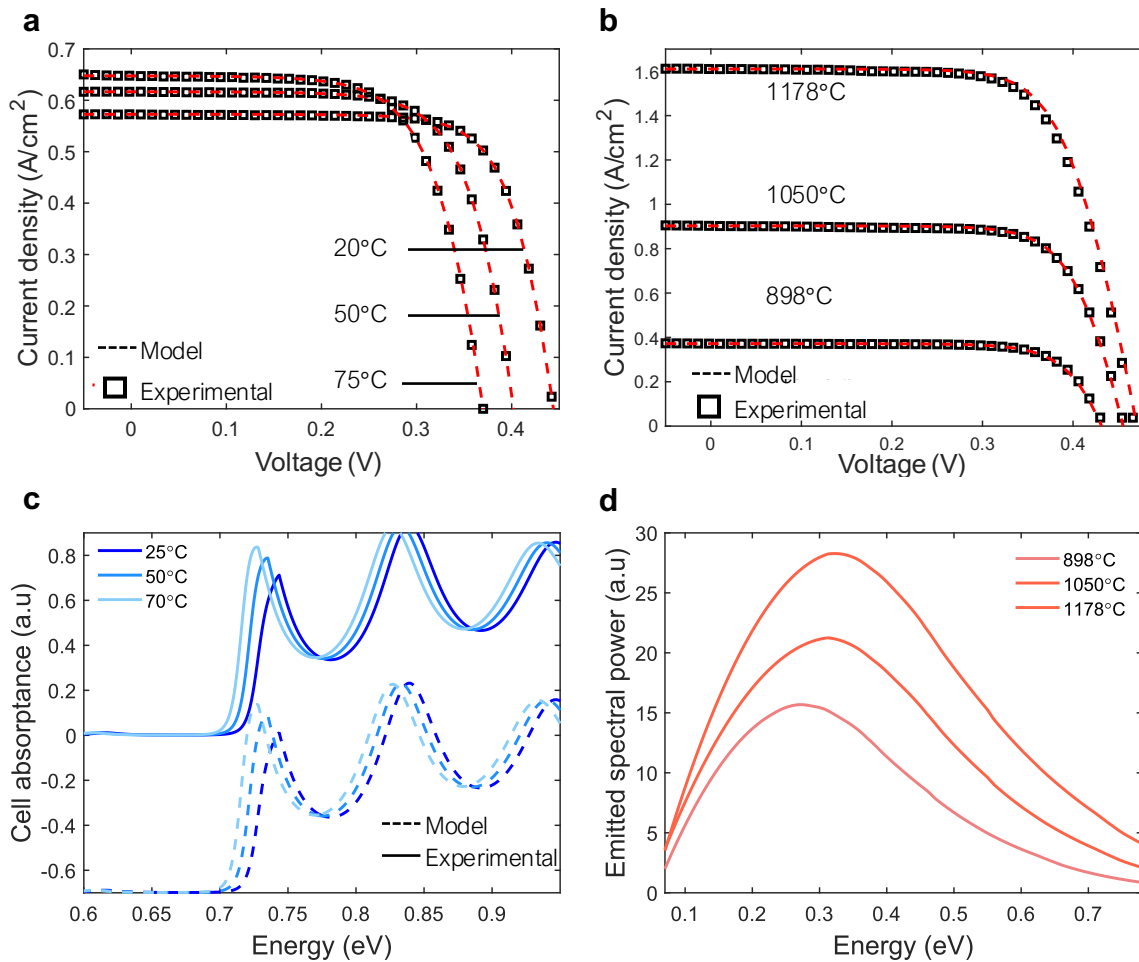 a
0.7
0.6
0.5
0.4
0.3
0.2
0.1
0
Current density (A/cm2)
20°C
50°C
75°C
Model
Experimental
0 0.1 0.2 0.3 0.4
Voltage (V)
b
1.6
1.4
1.2
1
0.8
0.6
0.4
0.2
0
Current density (A/cm2)
1178°C
1050°C
898°C
Model
Experimental
0 0.1 0.2 0.3 0.4
Voltage (V)
c
0.8
0.6
0.4
0.2
0
-0.2
-0.4
-0.6
Cell absorptance (a.u)
25°C
50°C
70°C
Model
Experimental
0.6 0.65 0.7 0.75 0.8 0.85 0.9
Energy (eV)
d
30
25
20
15
10
5
0
Emitted spectral power (a.u)
898°C
1050°C
1178°C
0.1 0.2 0.3 0.4 0.5 0.6 0.7
Energy (eV)